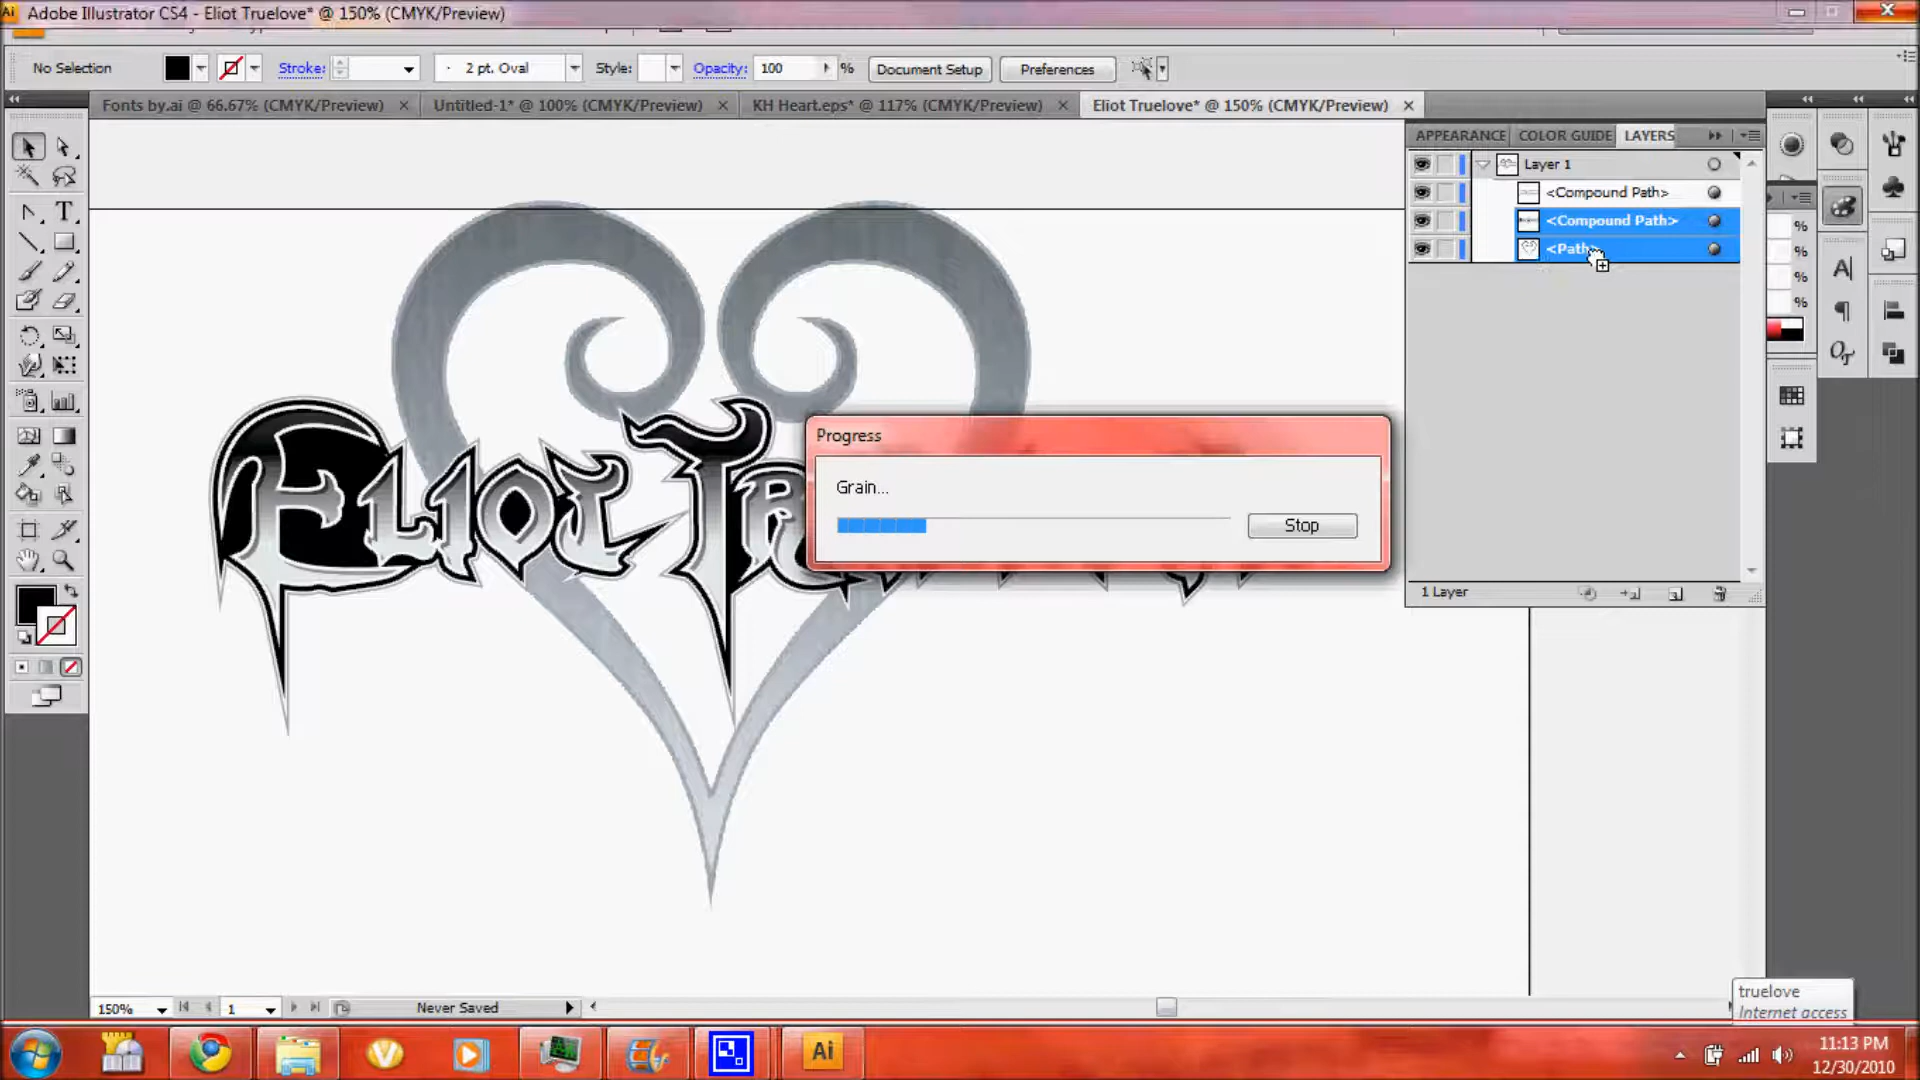 Adobe Illustrator CS4 - Eliot Truelove* @ 150% (CMYK/Preview)
No Selection Stroke: 2 pt. Oval Style: Opacity: 100 % Document Setup Preferences
Fonts by.ai @ 66.67% (CMYK/Preview) Untitled-1* @ 100% (CMYK/Preview) KH Heart.eps* @ 117% (CMYK/Preview) Eliot Truelove* @ 150% (CMYK/Preview)
APPEARANCE COLOR GUIDE LAYERS
Layer 1
<Compound Path>
<Compound Path>
<Path>
%
%
%
%
Progress
Grain...
Stop
Eliot Tr
1 Layer
150% 1 Never Saved
truelove
Internet access
Ai
11:13 PM
12/30/2010